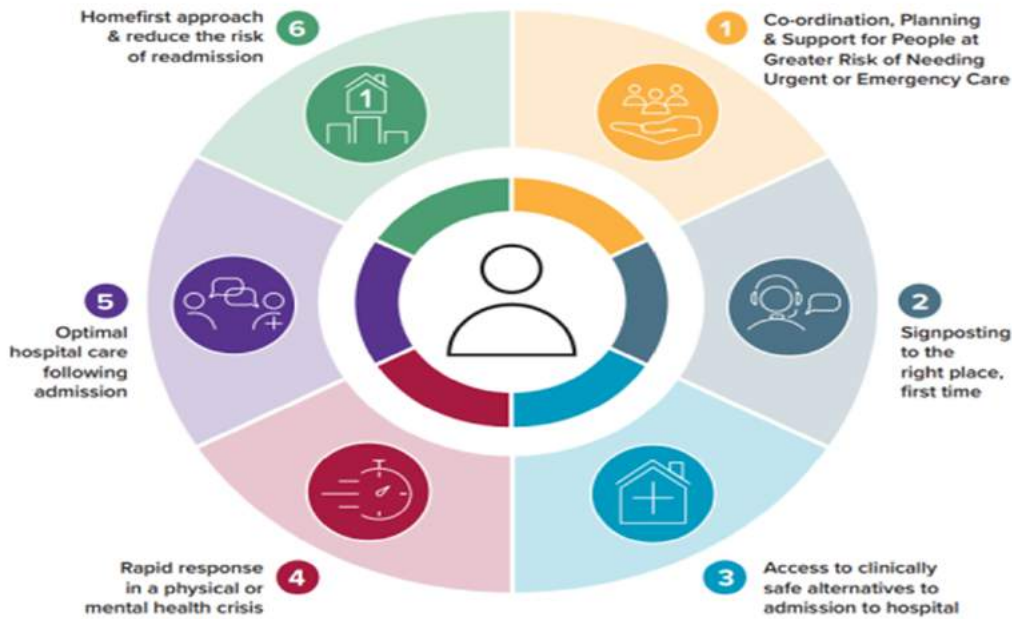 1
Co-ordination, Planning
& Support for People at
Greater Risk of Needing
Urgent or Emergency Care
2
Signposting
to the
right place,
first time
3
Access to clinically
safe alternatives to
admission to hospital
4
Rapid response
in a physical or
mental health crisis
5
Optimal
hospital care
following
admission
6
Homefirst approach
& reduce the risk
of readmission
1